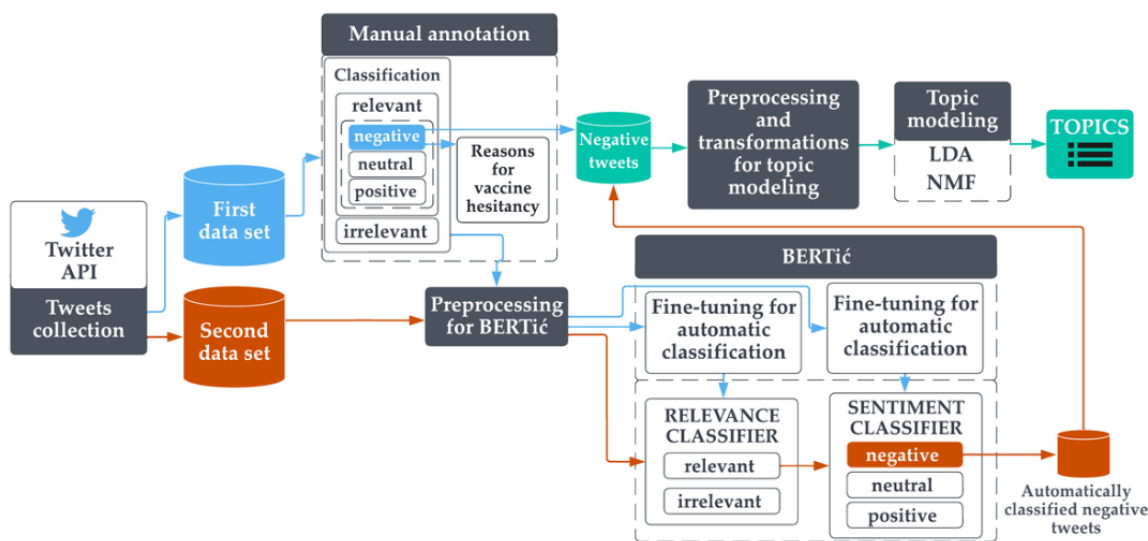 Manual annotation
Classification
relevant
negative
neutral
positive
irrelevant
Reasons for
vaccine
hesitancy
Twitter
API
Tweets
collection
First
data set
Second
data set
Negative
tweets
Preprocessing
and
transformations
for topic
modeling
Topic
modeling
LDA
NMF
TOPICS
Preprocessing
for BERTić
BERTić
Fine-tuning for
automatic
classification
Fine-tuning for
automatic
classification
RELEVANCE
CLASSIFIER
relevant
irrelevant
SENTIMENT
CLASSIFIER
negative
neutral
positive
Automatically
classified negative
tweets